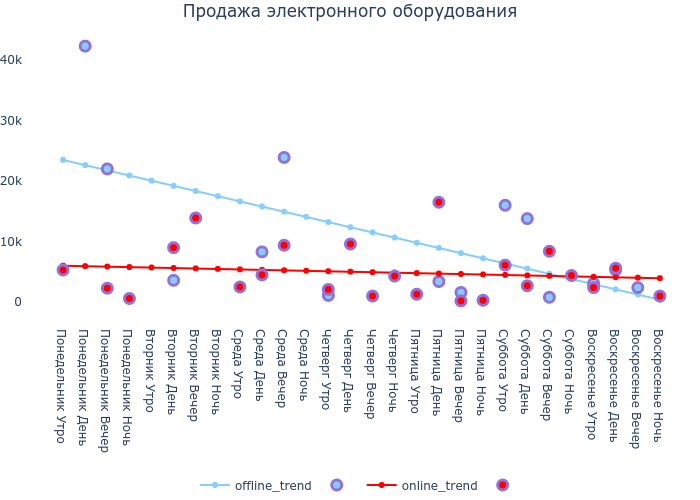 Продажа электронного оборудования
40k
30k
20k
10k
0
Понедельник Утро
Понедельник День
Понедельник Вечер
Понедельник Ночь
Вторник Утро
Вторник День
Вторник Вечер
Вторник Ночь
Среда Утро
Среда День
Среда Вечер
Среда Ночь
Четверг Утро
Четверг День
Четверг Вечер
Четверг Ночь
Пятница Утро
Пятница День
Пятница Вечер
Пятница Ночь
Суббота Утро
Суббота День
Суббота Вечер
Суббота Ночь
Воскресенье Утро
Воскресенье День
Воскресенье Вечер
Воскресенье Ночь
offline_trend
online_trend